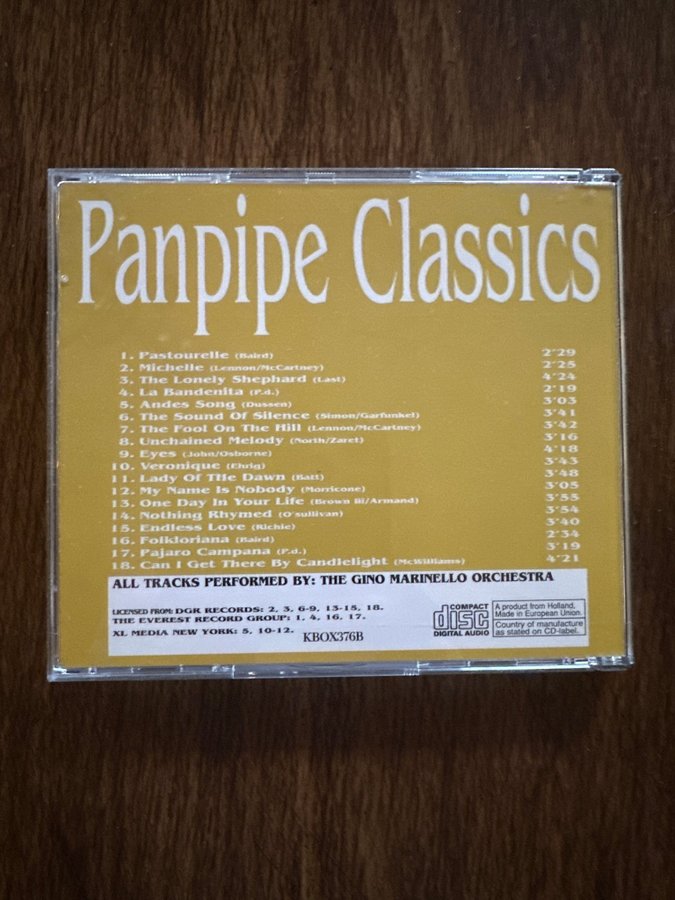 Panpipe Classics
1. Pastourelle (Baird) 2'29
2. Michelle (Lennon/McCartney) 2'25
3. The Lonely Shephard (Last) 4'24
4. La Bandenita (P.d.) 2'19
5. Andes Song (Dussen) 3'03
6. The Sound Of Silence (Simon/Garfunkel) 3'41
7. The Fool On The Hill (Lennon/McCartney) 3'42
8. Unchained Melody (North/Zaret) 3'16
9. Eyes (John/Osborne) 4'18
10. Veronique (Ehrig) 3'43
11. Lady Of The Dawn (Batt) 3'48
12. My Name Is Nobody (Morricone) 3'05
13. One Day In Your Life (Brown III/Armand) 3'55
14. Nothing Rhymed (O'sullivan) 3'54
15. Endless Love (Richie) 3'40
16. Folkloriana (Baird) 2'34
17. Pajaro Campana (P.d.) 3'19
18. Can I Get There By Candlelight (McWilliams) 4'21
ALL TRACKS PERFORMED BY: THE GINO MARINELLO ORCHESTRA
LICENSED FROM: DGR RECORDS: 2, 3, 6-9, 13-15, 18.
THE EVEREST RECORD GROUP: 1, 4, 16, 17.
XL MEDIA NEW YORK: 5, 10-12.
KBOX376B
COMPACT
disc
DIGITAL AUDIO
A product from Holland,
Made in European Union.
Country of manufacture
as stated on CD-label.